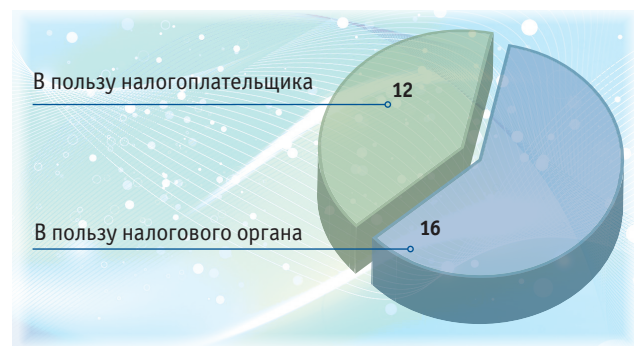 В пользу налогоплательщика 12
В пользу налогового органа 16